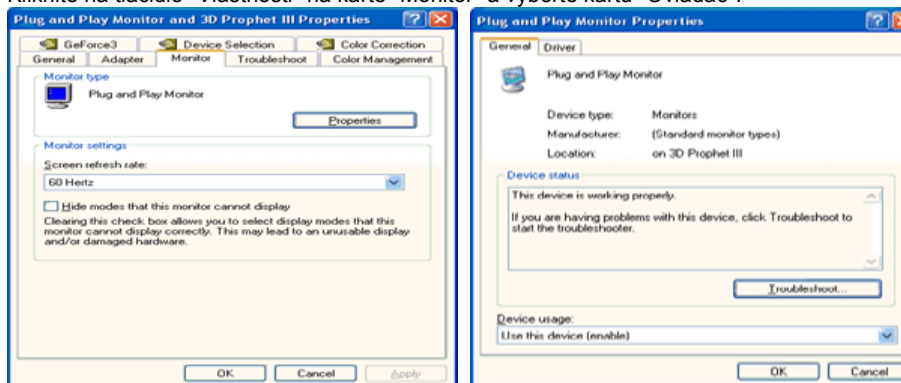 Klikněte na tlačidlo "Vlastnosti" na kartě "Monitor" a vyberte kartu "Ovladač".
Plug and Play Monitor and 3D Prophet III Properties
GeForce3 Device Selection Color Correction
General Adapter Monitor Troubleshoot Color Management
Monitor type
Plug and Play Monitor
Properties
Monitor settings
Screen refresh rate:
60 Hertz
Hide modes that this monitor cannot display
Clearing this check box allows you to select display modes that this
monitor cannot display correctly. This may lead to an unusable display
and/or damaged hardware.
OK Cancel Apply
Plug and Play Monitor Properties
General Driver
Plug and Play Monitor
Device type: Monitors
Manufacturer: (Standard monitor types)
Location: on 3D Prophet III
Device status
This device is working properly.
If you are having problems with this device, click Troubleshoot to
start the troubleshooter.
Troubleshoot...
Device usage:
Use this device (enable)
OK Cancel